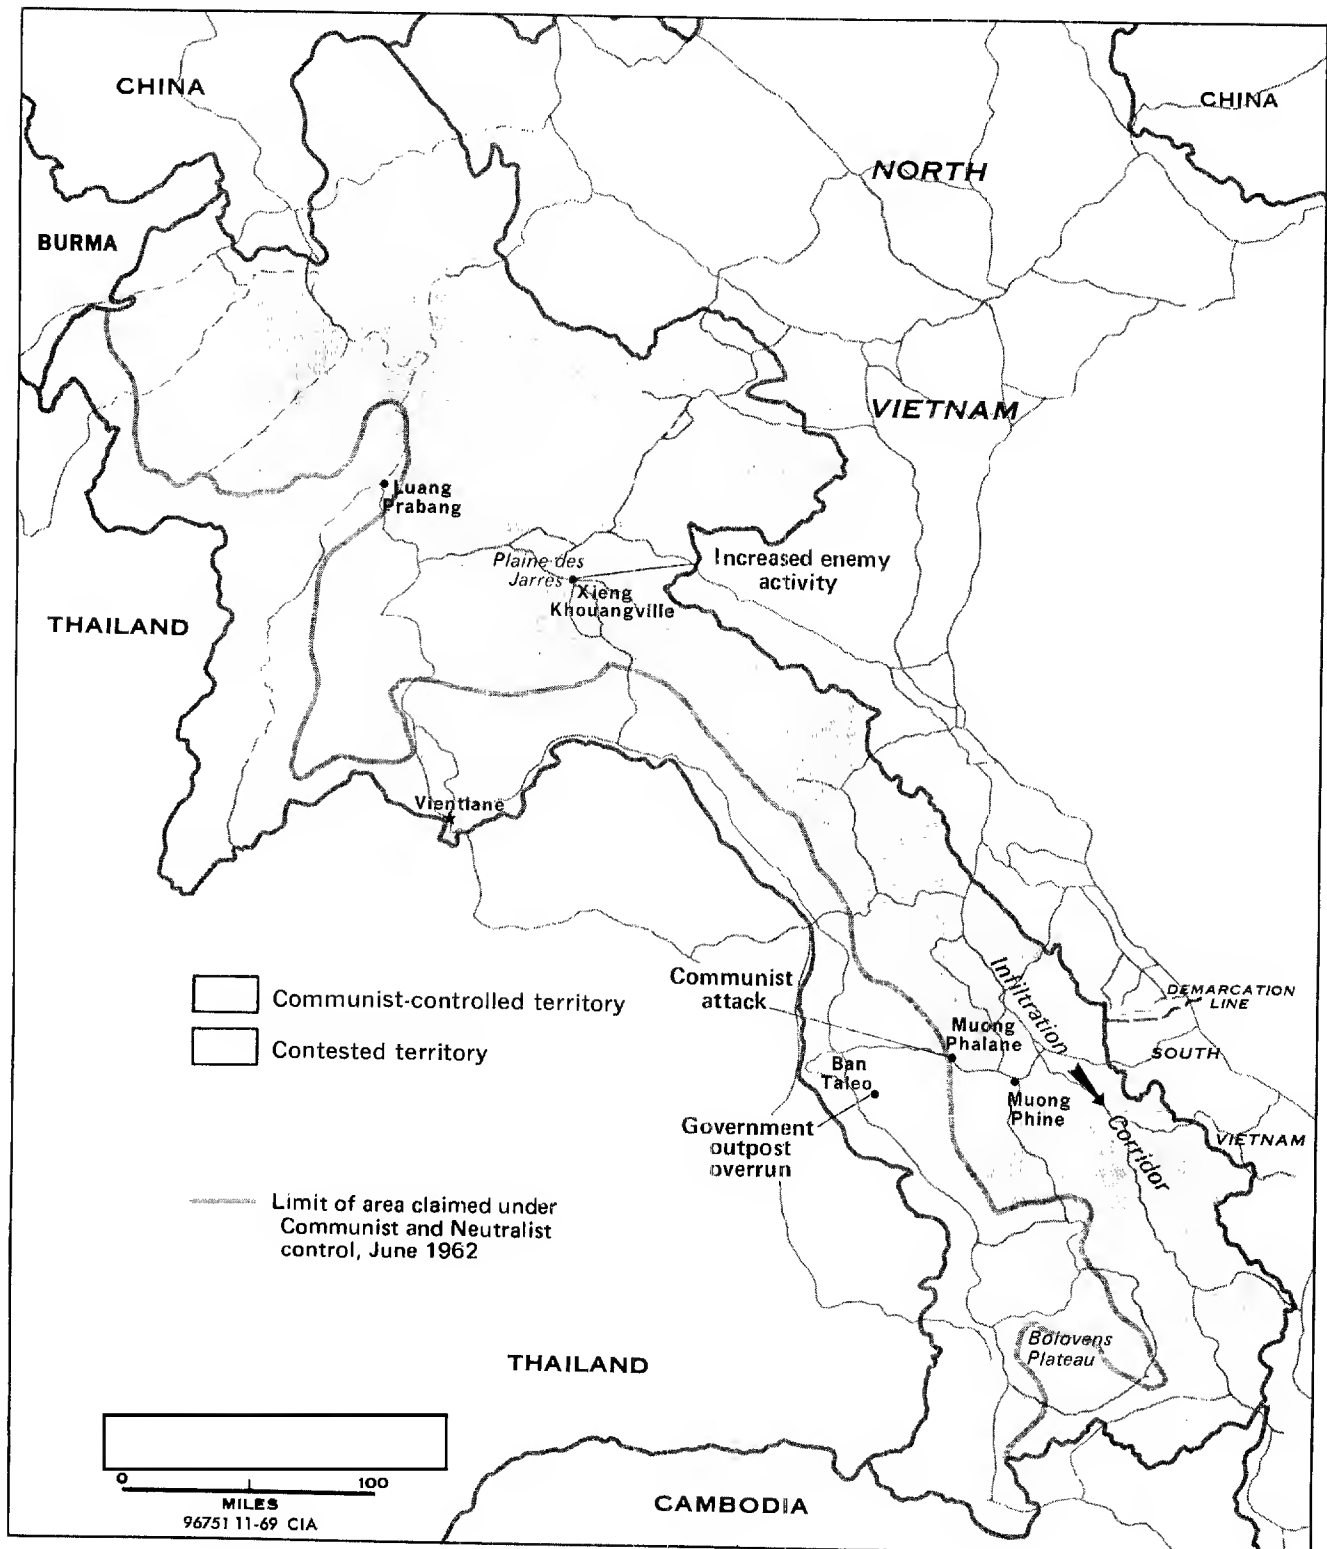 CHINA
CHINA
NORTH
BURMA
VIETNAM
Luang
Prabang
Plaine des
Jarres
Increased enemy
activity
Xieng
Khouangville
THAILAND
Vientiane
Infiltration
Corridor
Communist
attack
DEMARCATION
LINE
Communist-controlled territory
Muong
Phalane
Contested territory
SOUTH
VIETNAM
Ban
Taleo
Muong
Phine
Government
outpost
overrun
Limit of area claimed under
Communist and Neutralist
control, June 1962
Bolovens
Plateau
THAILAND
0 100
MILES
96751 11-69 CIA
CAMBODIA